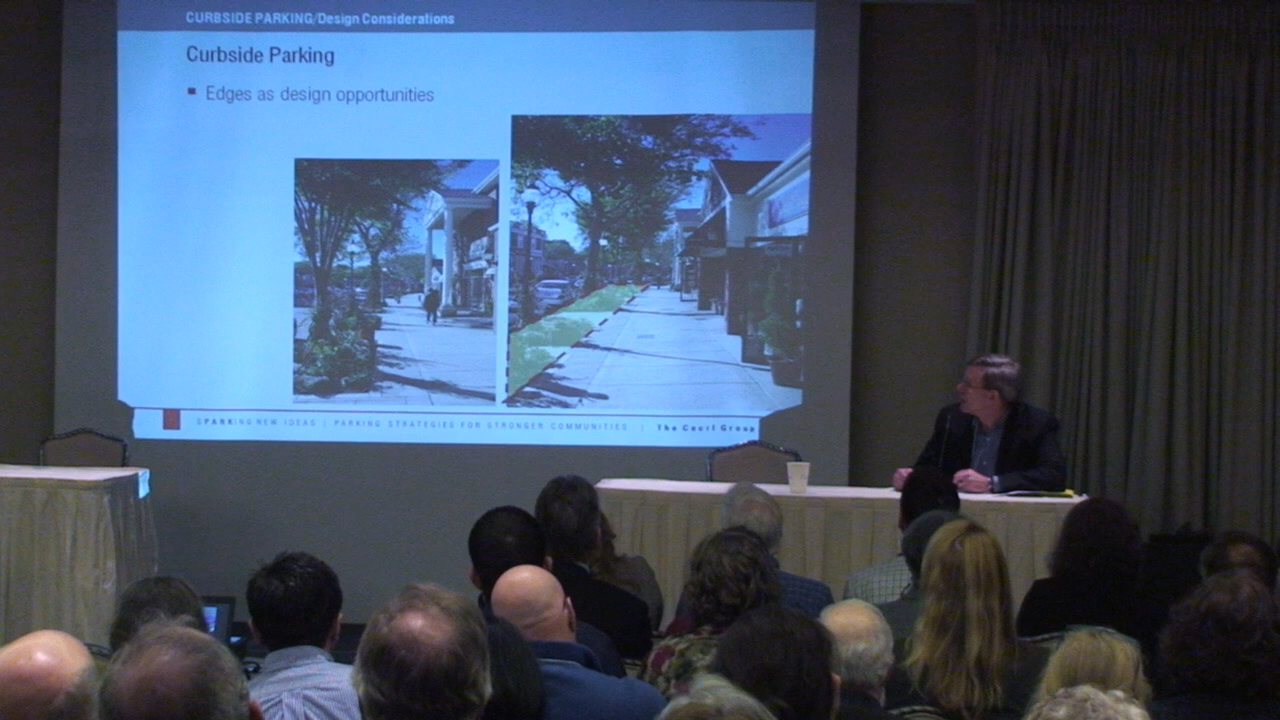 CURBSIDE PARKING/Design Considerations
Curbside Parking
Edges as design opportunities
SPARKING NEW IDEAS | PARKING STRATEGIES FOR STRONGER COMMUNITIES | The Cecil Group